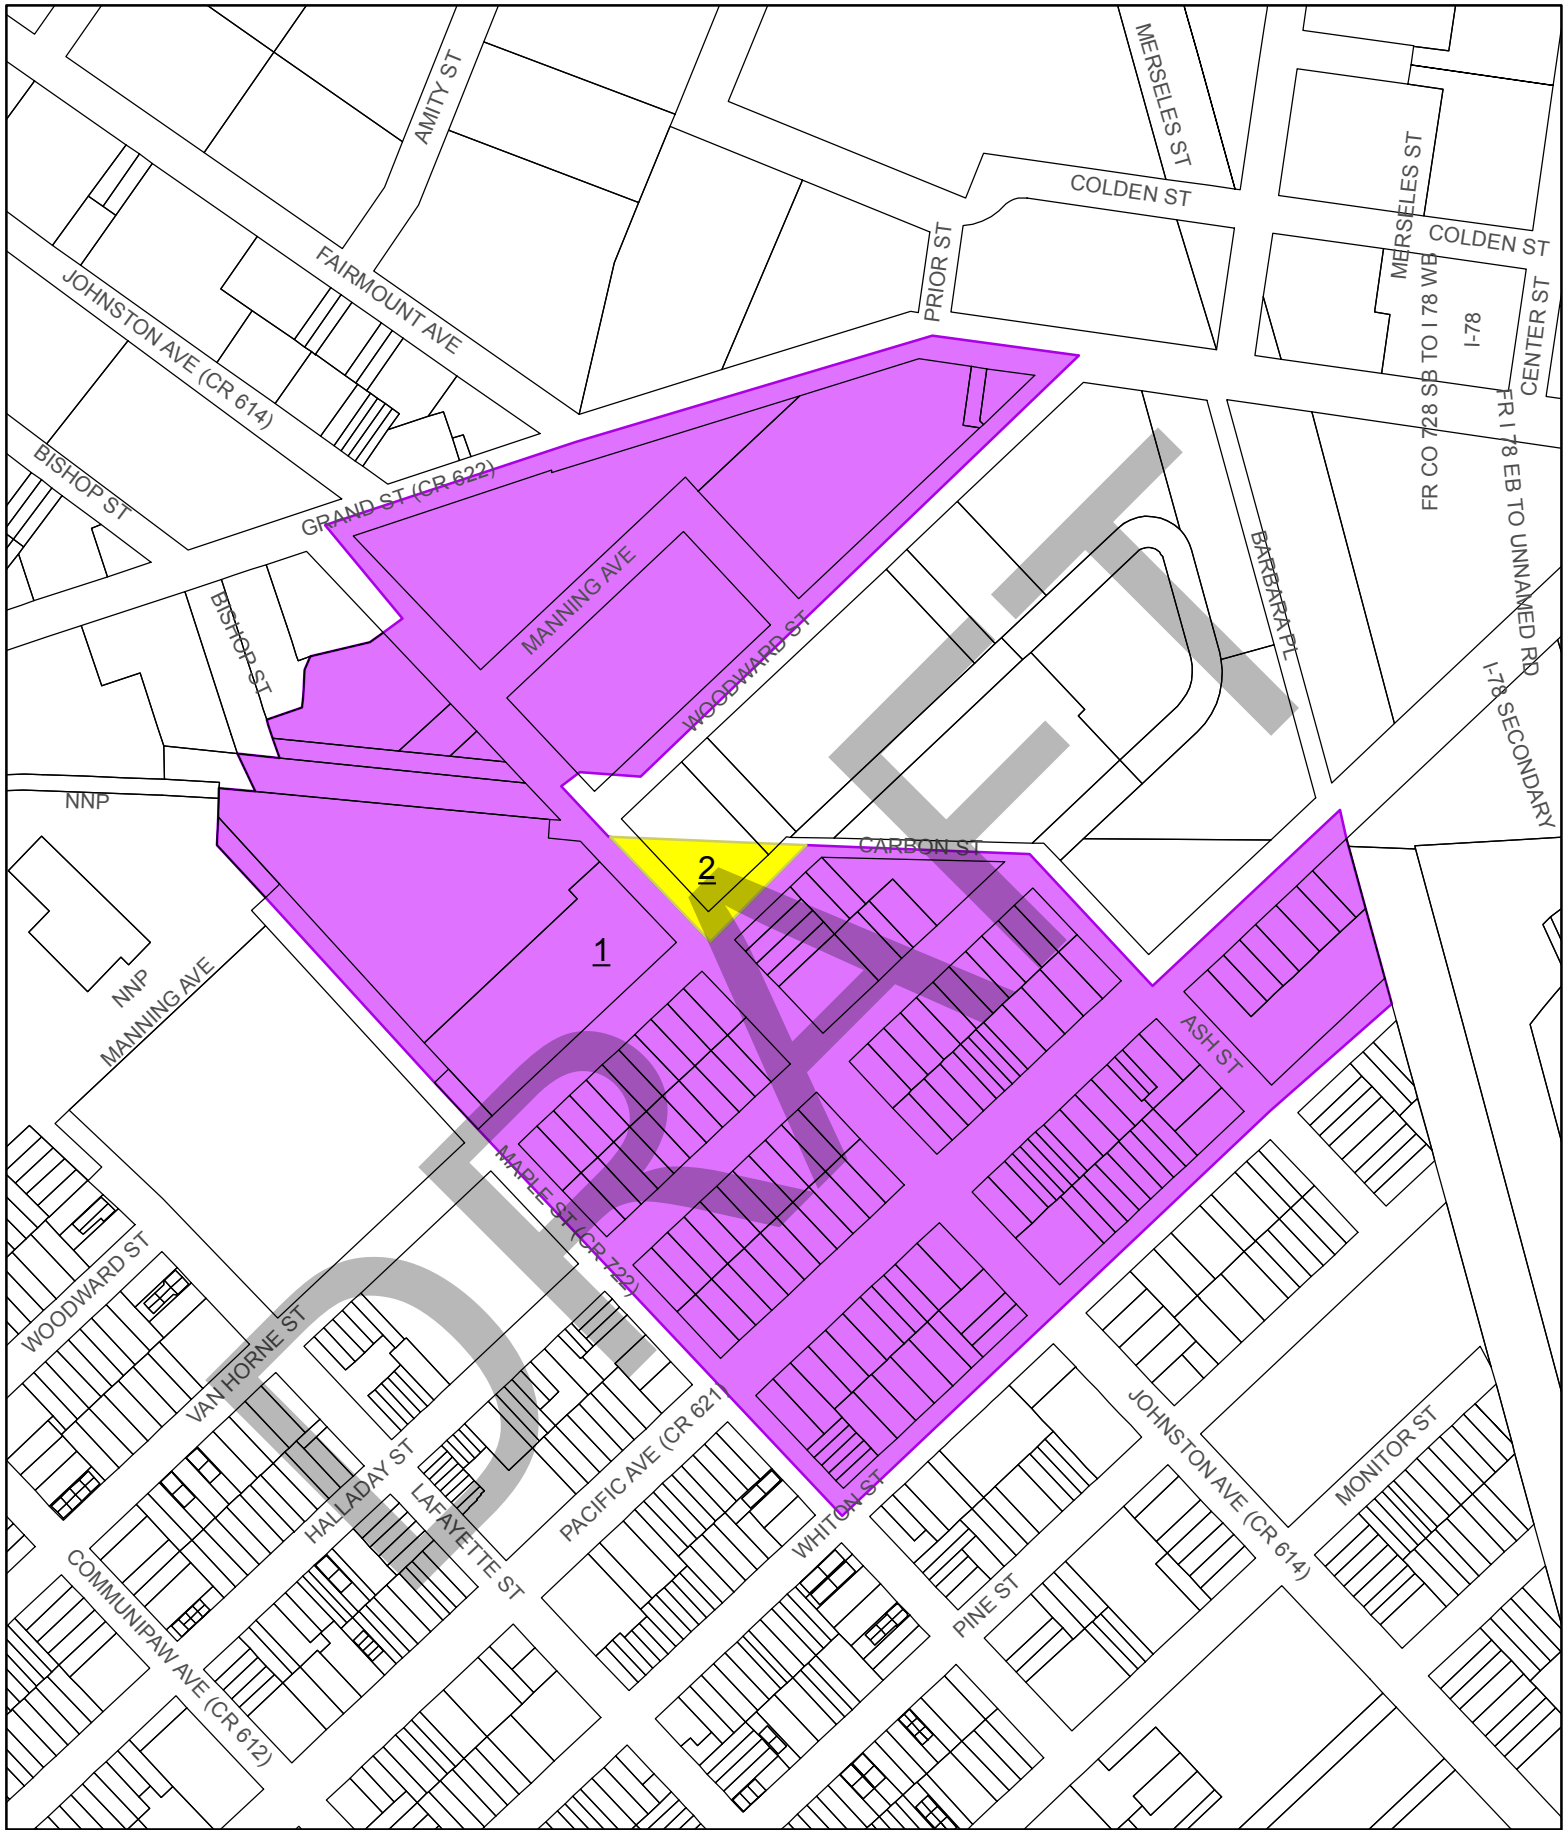 MERSELES ST
AMITY ST
MERSELES ST
COLDEN ST
COLDEN ST
PRIOR ST
FAIRMOUNT AVE
JOHNSTON AVE (CR 614)
FR CO 728 SB TO I 78 WB
I-78
CENTER ST
BISHOP ST
GRAND ST (CR 622)
FR I 78 EB TO UNNAMED RD
MANNING AVE
BARBARA PL
BISHOP ST
WOODWARD ST
I-78 SECONDARY
NNP
CARBON ST
2
1
NNP
MANNING AVE
ASH ST
MAPLE ST (CR 722)
WOODWARD ST
VAN HORNE ST
HALLADAY ST
PACIFIC AVE (CR 621)
JOHNSTON AVE (CR 614)
MONITOR ST
LAFAYETTE ST
WHITON ST
COMMUNIPAW AVE (CR 612)
PINE ST
DRAFT